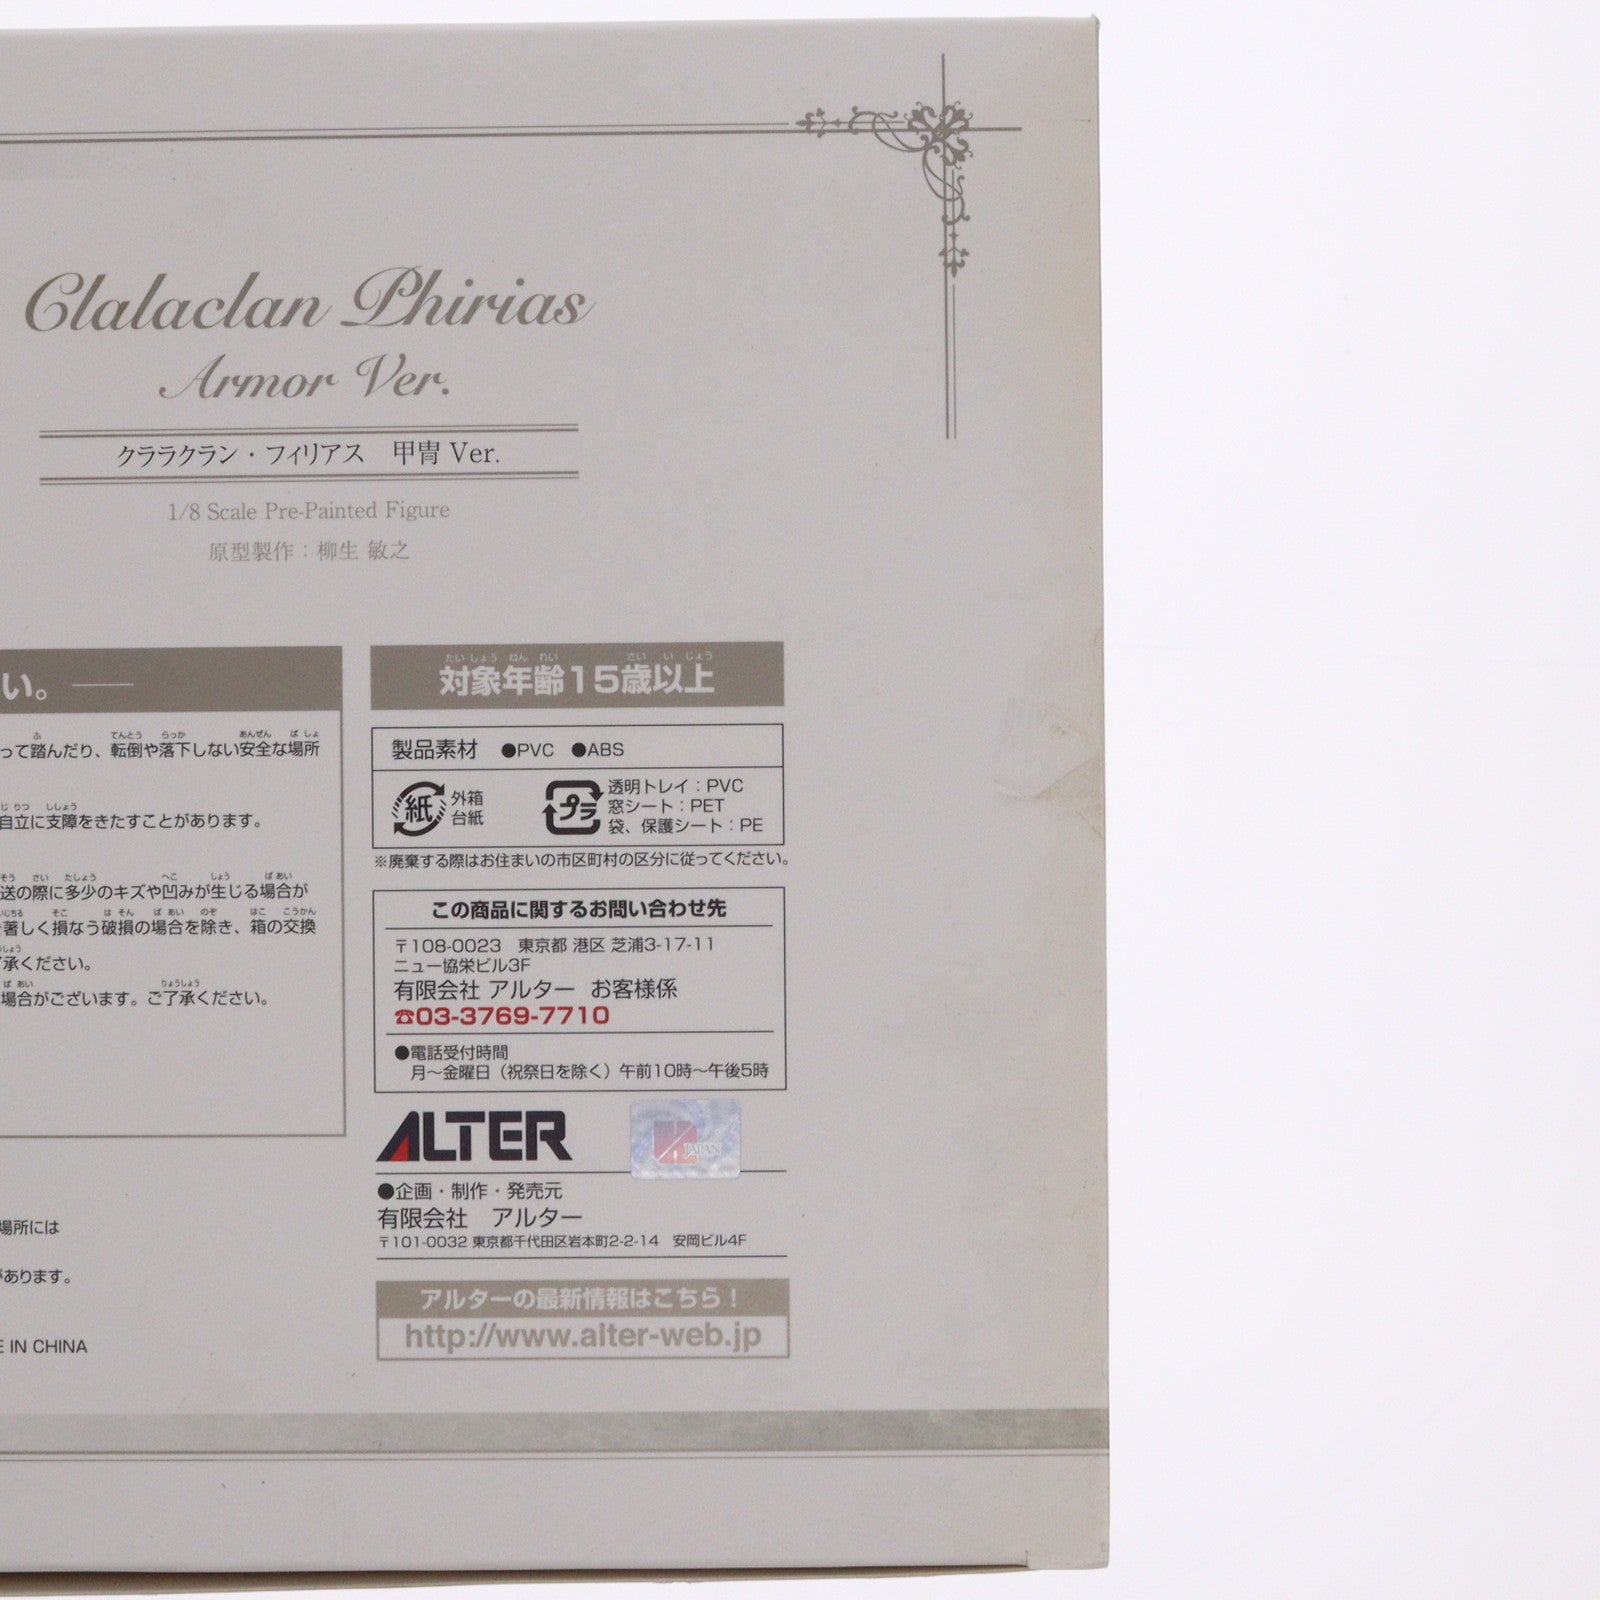 Clalaclan Phirias
Armor Ver.
クララクラン・フィリアス 甲冑 Ver.
1/8 Scale Pre-Painted Figure
原型製作：柳生 敏之
い。
って踏んだり、転倒や落下しない安全な場所
自立に支障をきたすことがあります。
送の際に多少のキズや凹みが生じる場合が
著しく損なう破損の場合を除き、箱の交換
了承ください。
場合がございます。ご了承ください。
場所には
があります。
IN CHINA
対象年齢15歳以上
製品素材 ●PVC ●ABS
紙 外箱
台紙
プラ 透明トレイ：PVC
窓シート：PET
袋、保護シート：PE
※廃棄する際はお住まいの市区町村の区分に従ってください。
この商品に関するお問い合わせ先
〒108-0023 東京都 港区 芝浦3-17-11
ニュー協栄ビル3F
有限会社 アルター お客様係
☎03-3769-7710
●電話受付時間
月～金曜日（祝祭日を除く）午前10時～午後5時
ALTER
JAPAN
●企画・制作・発売元
有限会社 アルター
〒101-0032 東京都千代田区岩本町2-2-14 安岡ビル4F
アルターの最新情報はこちら！
http://www.alter-web.jp